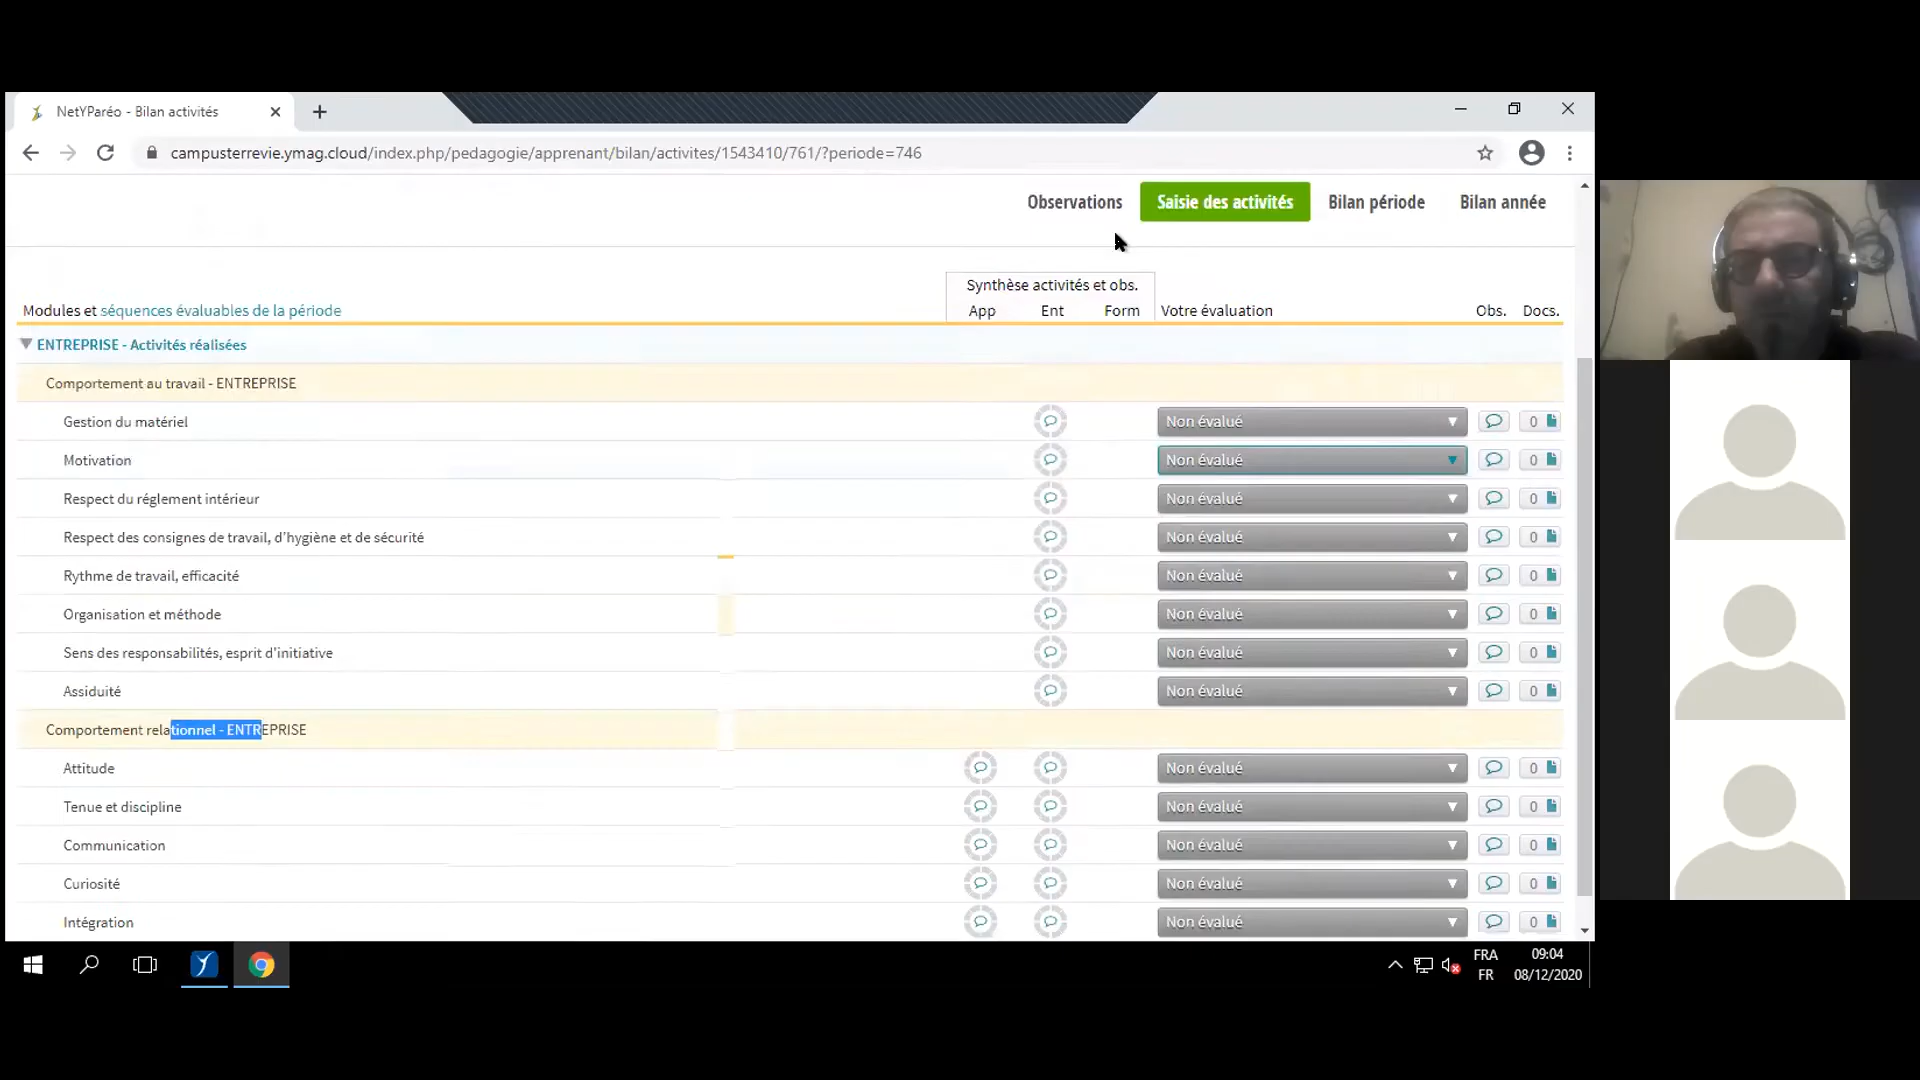 NetYParéo - Bilan activités
campusterrevie.ymag.cloud/index.php/pedagogie/apprenant/bilan/activites/1543410/761/?periode=746
Observations Saisie des activités Bilan période Bilan année
Synthèse activités et obs.
Modules et séquences évaluables de la période App Ent Form Votre évaluation Obs. Docs.
ENTREPRISE - Activités réalisées
Comportement au travail - ENTREPRISE
Gestion du matériel Non évalué 0
Motivation Non évalué 0
Respect du réglement intérieur Non évalué 0
Respect des consignes de travail, d'hygiène et de sécurité Non évalué 0
Rythme de travail, efficacité Non évalué 0
Organisation et méthode Non évalué 0
Sens des responsabilités, esprit d'initiative Non évalué 0
Assiduité Non évalué 0
Comportement relationnel - ENTREPRISE
Attitude Non évalué 0
Tenue et discipline Non évalué 0
Communication Non évalué 0
Curiosité Non évalué 0
Intégration Non évalué 0
FRA 09:04
FR 08/12/2020